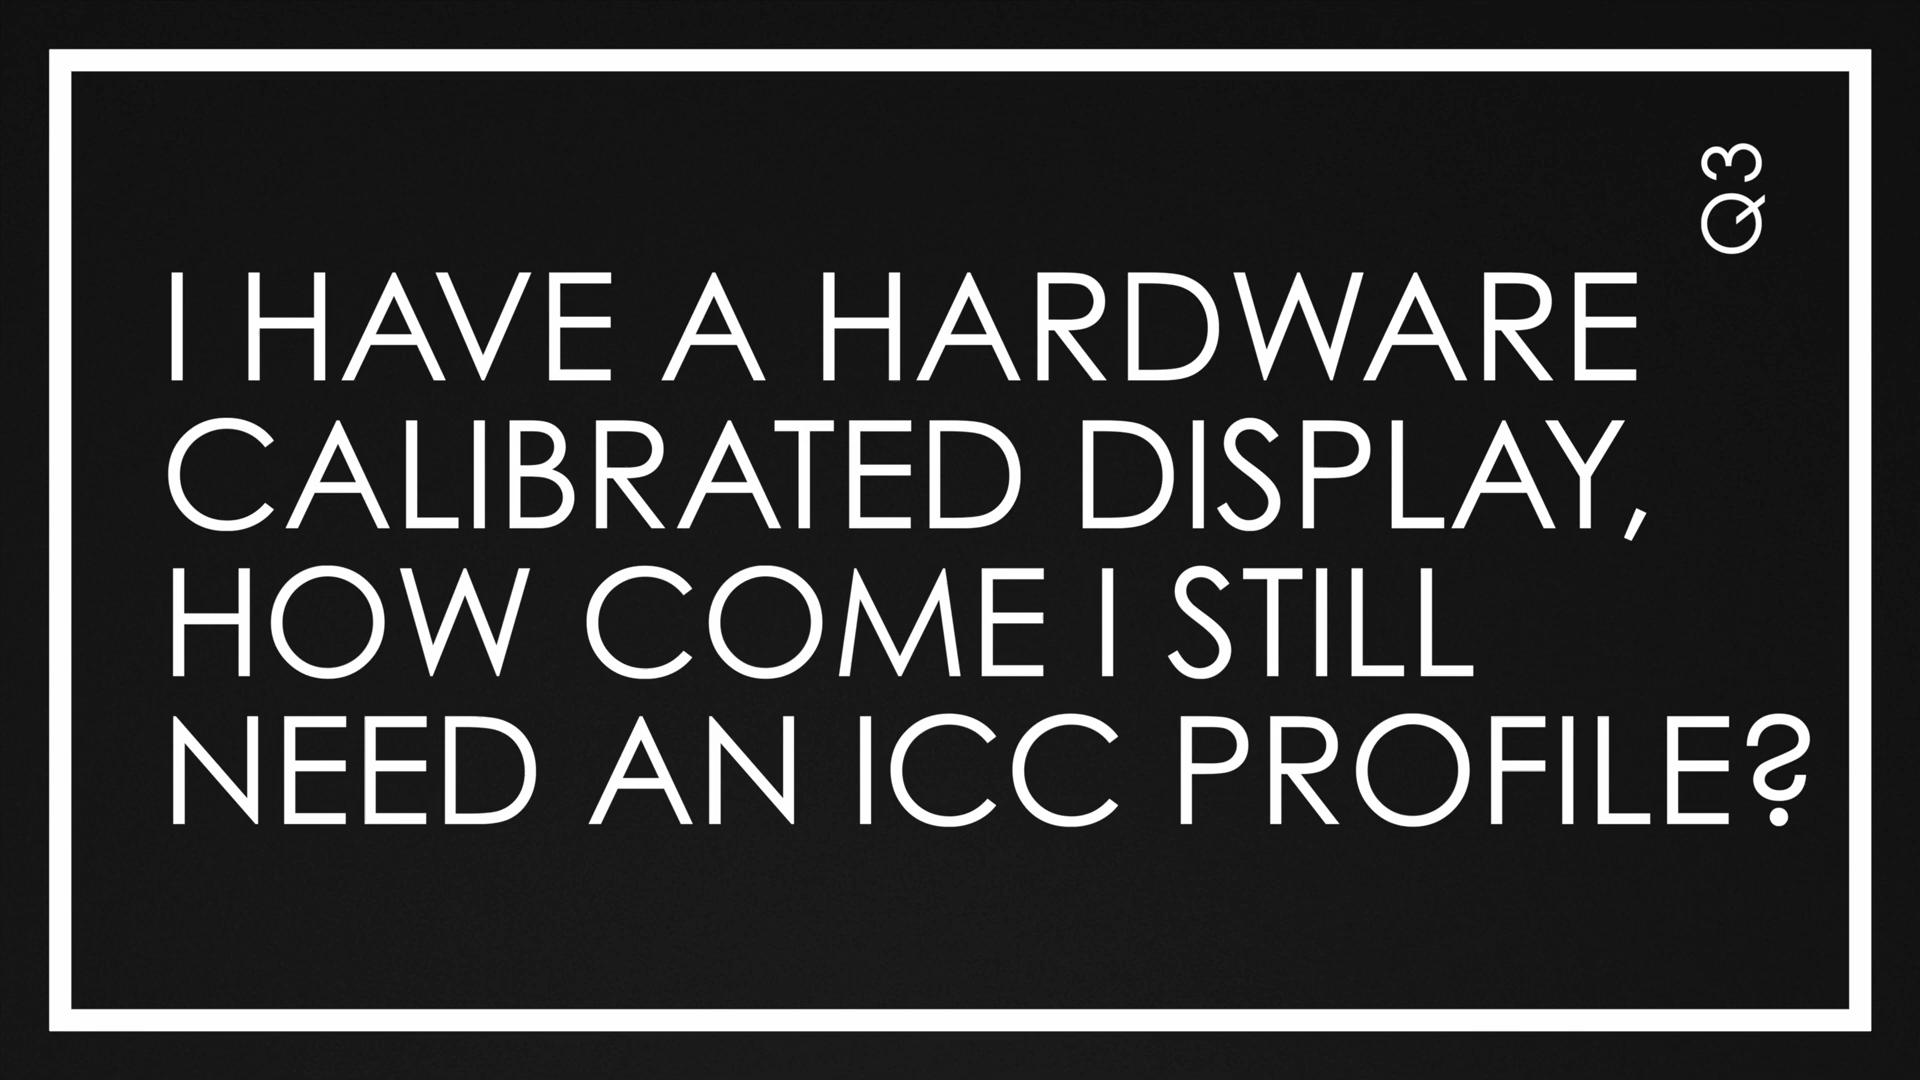 Q3
I HAVE A HARDWARE
CALIBRATED DISPLAY,
HOW COME I STILL
NEED AN ICC PROFILE?